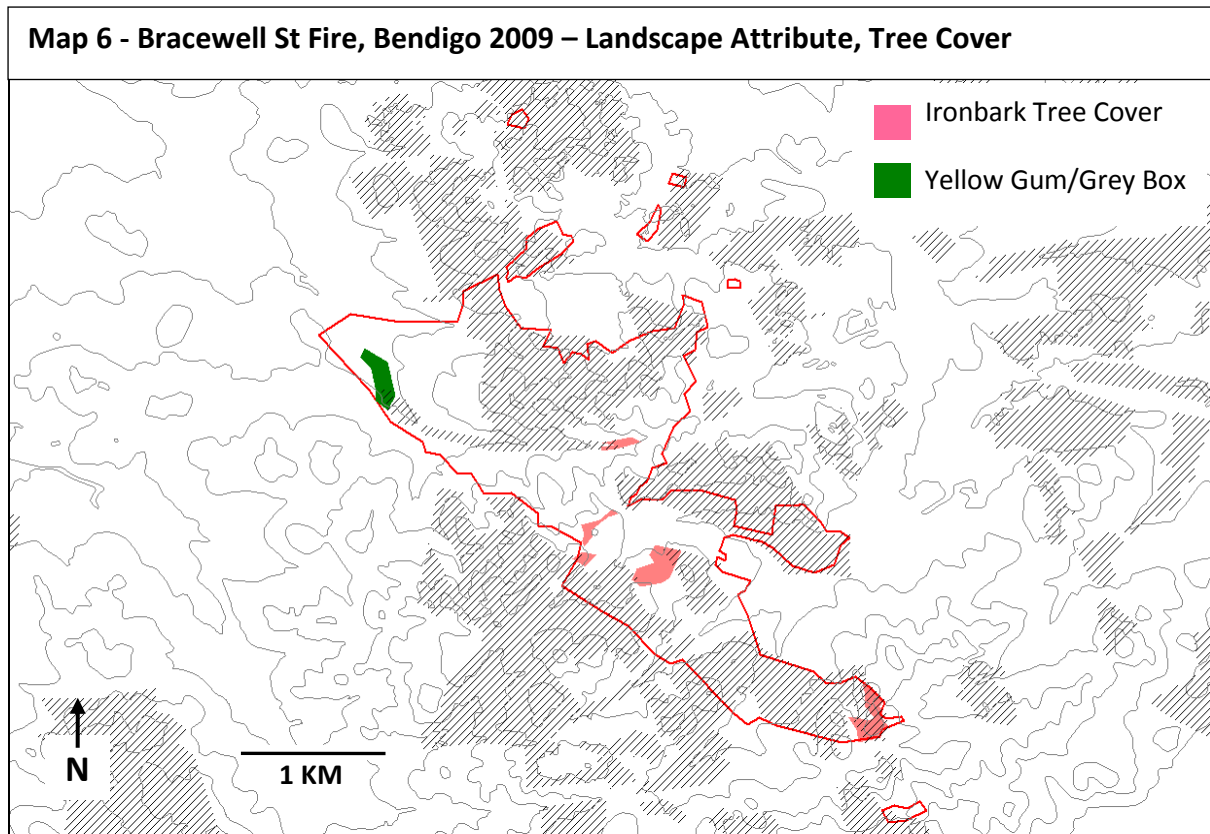 Map 6 - Bracewell St Fire, Bendigo 2009 – Landscape Attribute, Tree Cover
Ironbark Tree Cover
Yellow Gum/Grey Box
N
1 KM